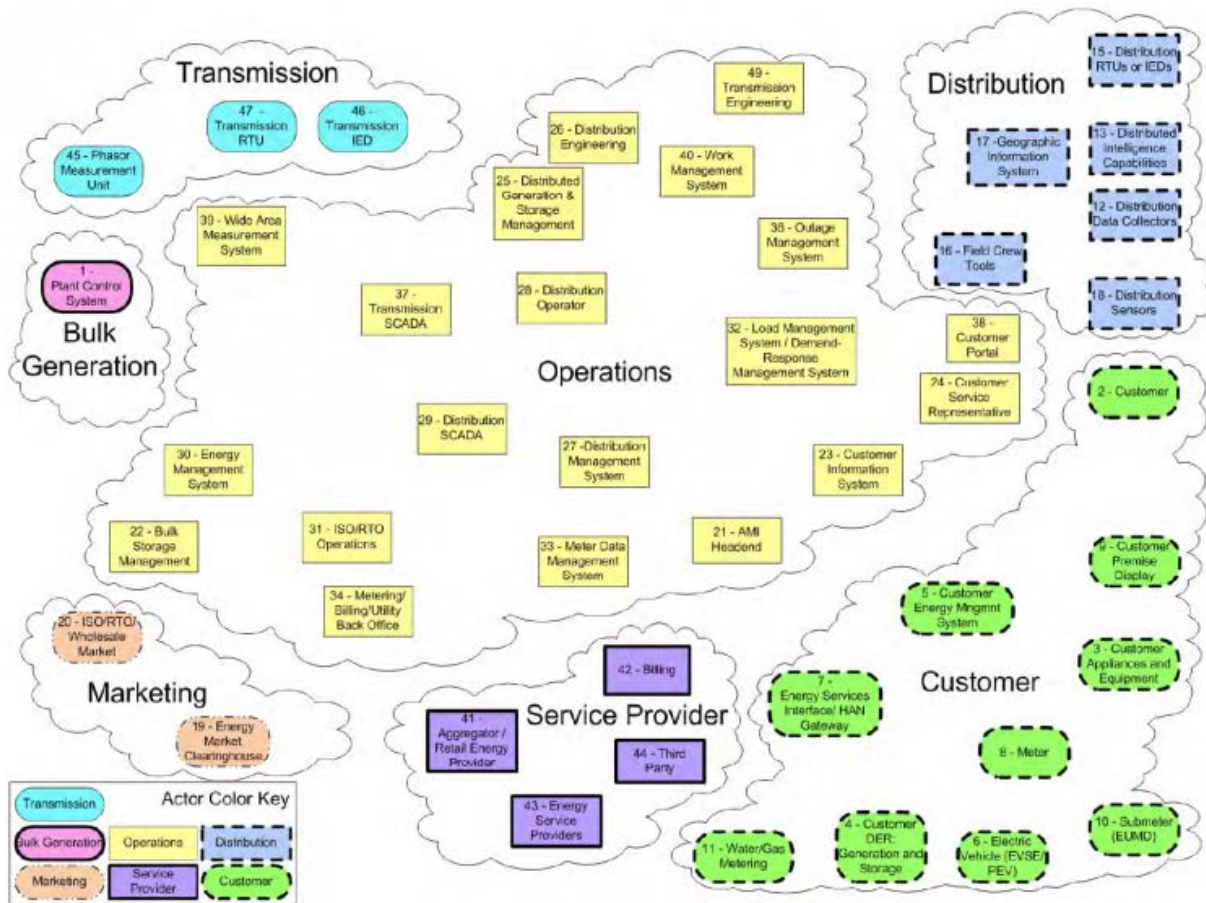 Transmission
47 -
Transmission
RTU
46 -
Transmission
IED
45 - Phasor
Measurement
Unit
49 -
Transmission
Engineering
26 - Distribution
Engineering
40 - Work
Management
System
25 - Distributed
Generation &
Storage
Management
39 - Wide Area
Measurement
System
36 - Outage
Management
System
Distribution
15 - Distribution
RTUs or IEDs
17 -Geographic
Information
System
13 - Distributed
Intelligence
Capabilities
12 - Distribution
Data Collectors
16 - Field Crew
Tools
18 - Distribution
Sensors
1 -
Plant Control
System
Bulk
Generation
37 -
Transmission
SCADA
28 - Distribution
Operator
32 - Load Management
System / Demand-
Response
Management System
38 -
Customer
Portal
Operations
24 - Customer
Service
Representative
29 - Distribution
SCADA
27 -Distribution
Management
System
23 - Customer
Information
System
30 - Energy
Management
System
22 - Bulk
Storage
Management
31 - ISO/RTO
Operations
33 - Meter Data
Management
System
21 - AMI
Headend
34 - Metering/
Billing/Utility
Back Office
2 - Customer
9 - Customer
Premise
Display
5 - Customer
Energy Mngmnt
System
3 - Customer
Appliances and
Equipment
Customer
7 -
Energy Services
Interface/ HAN
Gateway
8 - Meter
10 - Submeter
(EUMD)
6 - Electric
Vehicle (EVSE/
PEV)
4 - Customer
DER:
Generation and
Storage
11 - Water/Gas
Metering
20 - ISO/RTO/
Wholesale
Market
Marketing
19 - Energy
Market
Clearinghouse
42 - Billing
Service Provider
41 -
Aggregator /
Retail Energy
Provider
44 - Third
Party
43 - Energy
Service
Providers
Actor Color Key
Transmission
Bulk Generation
Operations
Distribution
Marketing
Service
Provider
Customer